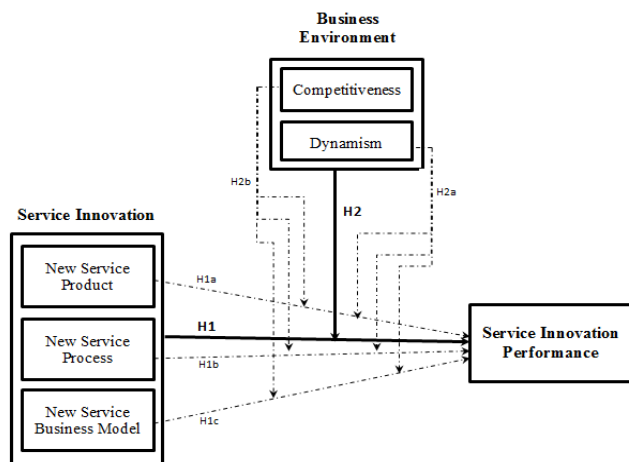 Business
Environment
Competitiveness
Dynamism
H2b
H2a
H2
Service Innovation
New Service
Product
H1a
H1
New Service
Process
H1b
New Service
Business Model
H1c
Service Innovation
Performance